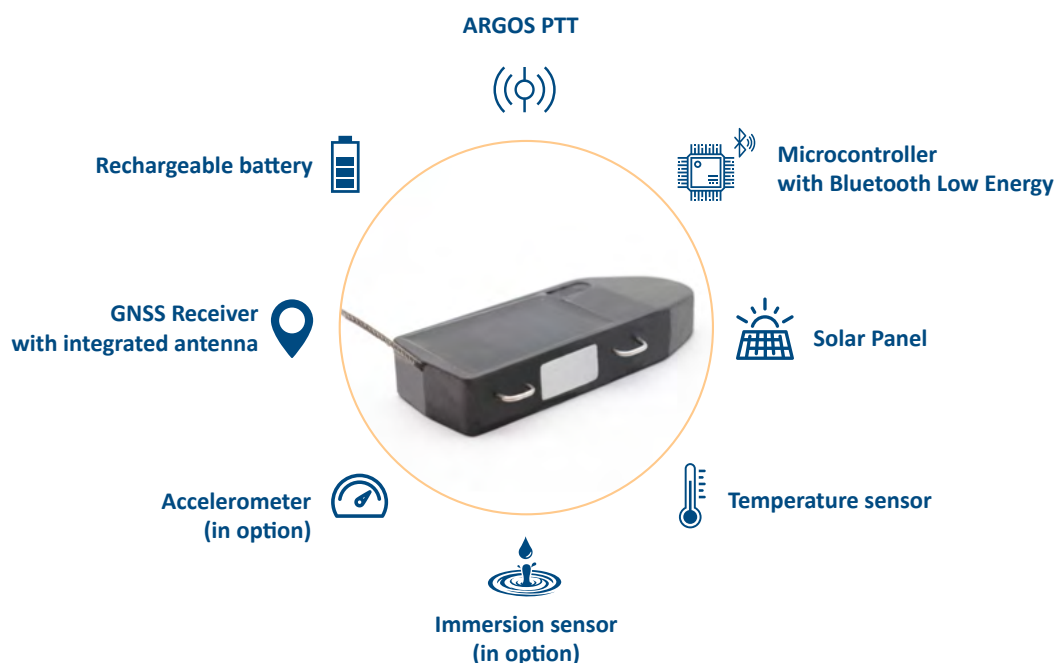 ARGOS PTT
Rechargeable battery
Microcontroller
with Bluetooth Low Energy
GNSS Receiver
with integrated antenna
Solar Panel
Accelerometer
(in option)
Temperature sensor
Immersion sensor
(in option)